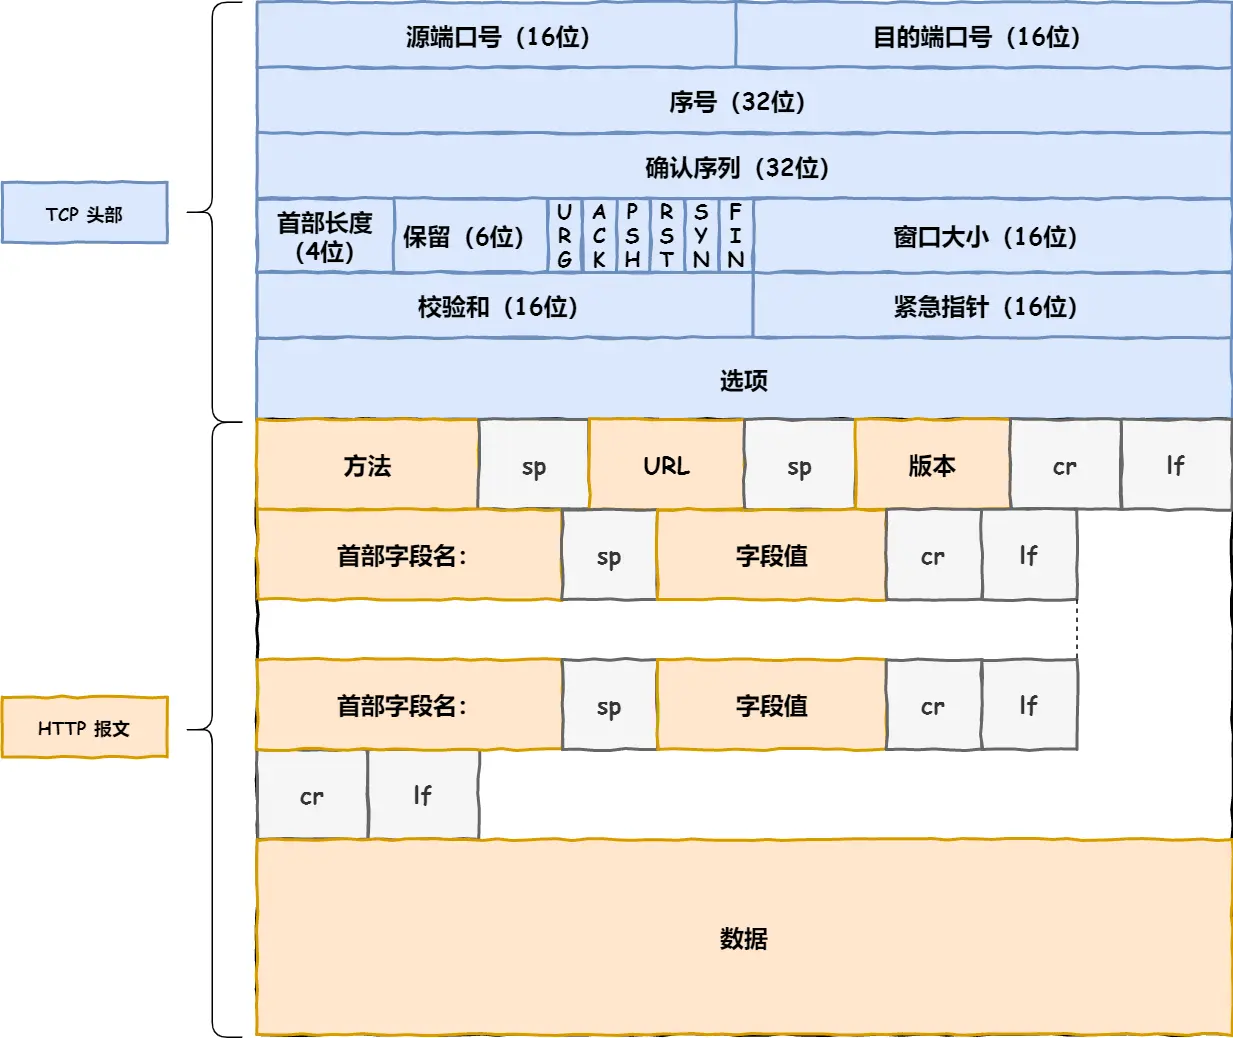 源端口号（16位）
目的端口号（16位）
序号（32位）
确认序列（32位）
TCP 头部
首部长度
（4位）
保留（6位）
URG
ACK
PSH
RST
SYN
FIN
窗口大小（16位）
校验和（16位）
紧急指针（16位）
选项
方法
sp
URL
sp
版本
cr
lf
首部字段名：
sp
字段值
cr
lf
首部字段名：
sp
字段值
cr
lf
HTTP 报文
cr
lf
数据